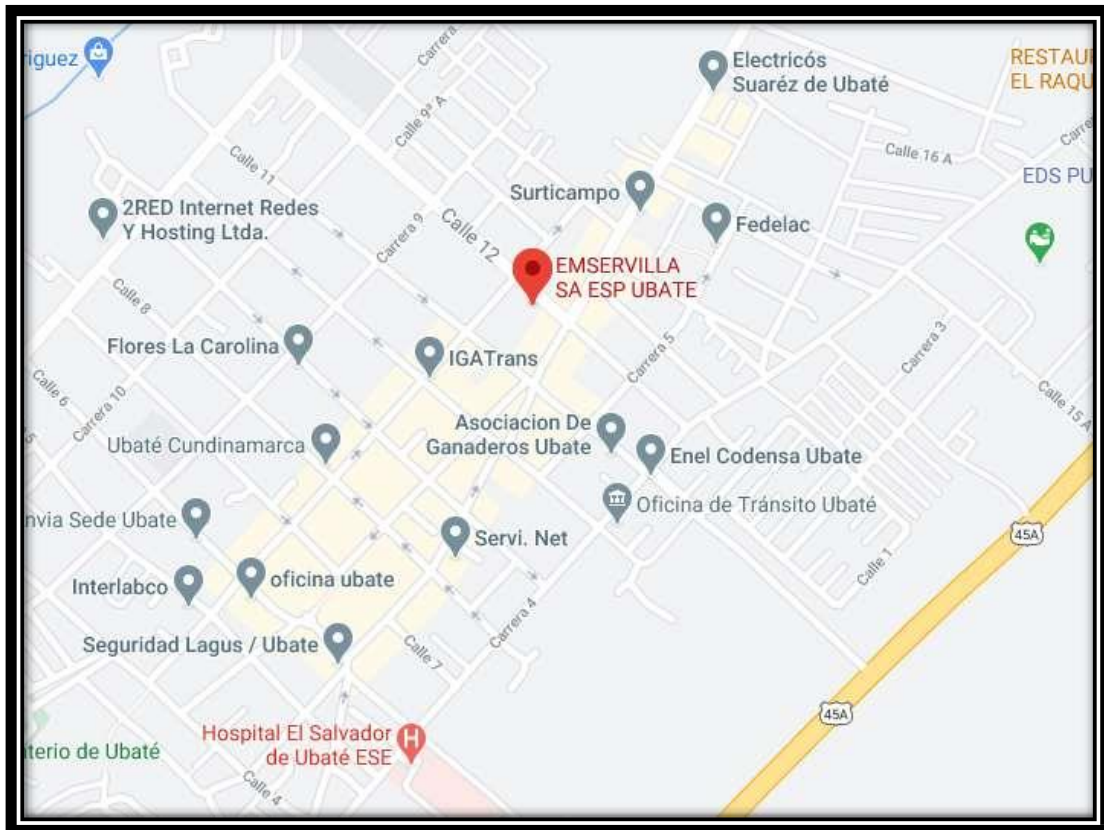 riguez
Carrera
Electricós
Suaréz de Ubaté
RESTAU
EL RAQU
Calle 9ª A
Calle 11
Carre
Calle 16 A
EDS PU
Surticampo
2RED Internet Redes
Y Hosting Ltda.
Carrera 9
Calle 12
Fedelac
EMSERVILLA
SA ESP UBATE
Calle 8
Flores La Carolina
IGATrans
Carrera 5
Carrera 3
Calle 6
Carrera 10
Calle 15 A
Asociacion De
Ganaderos Ubate
Ubaté Cundinamarca
Enel Codensa Ubate
Oficina de Tránsito Ubaté
nvia Sede Ubate
Servi. Net
45A
Interlabco
oficina ubate
Calle 1
Carrera 4
Seguridad Lagus / Ubate
Calle 7
45A
Hospital El Salvador
de Ubaté ESE
H
terio de Ubaté
Calle 4